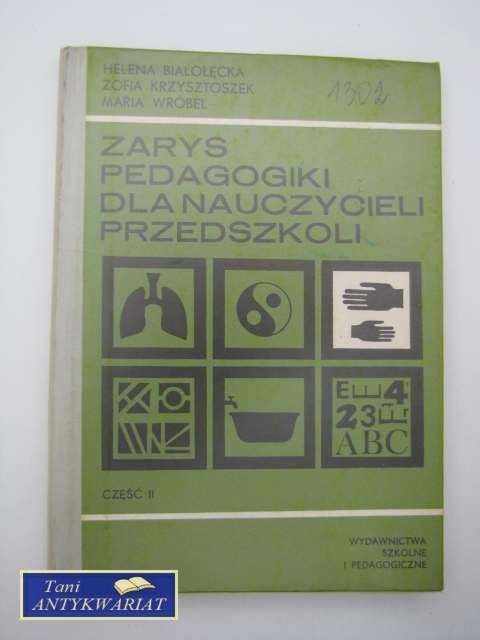 HELENA BIAŁOŁĘCKA
ZOFIA KRZYSZTOSZEK
MARIA WRÓBEL
1302
ZARYS
PEDAGOGIKI
DLA NAUCZYCIELI
PRZEDSZKOLI
E E E 4
2 3
ABC
CZĘŚĆ II
WYDAWNICTWA
SZKOLNE
I PEDAGOGICZNE
Tani
ANTYKWARIAT